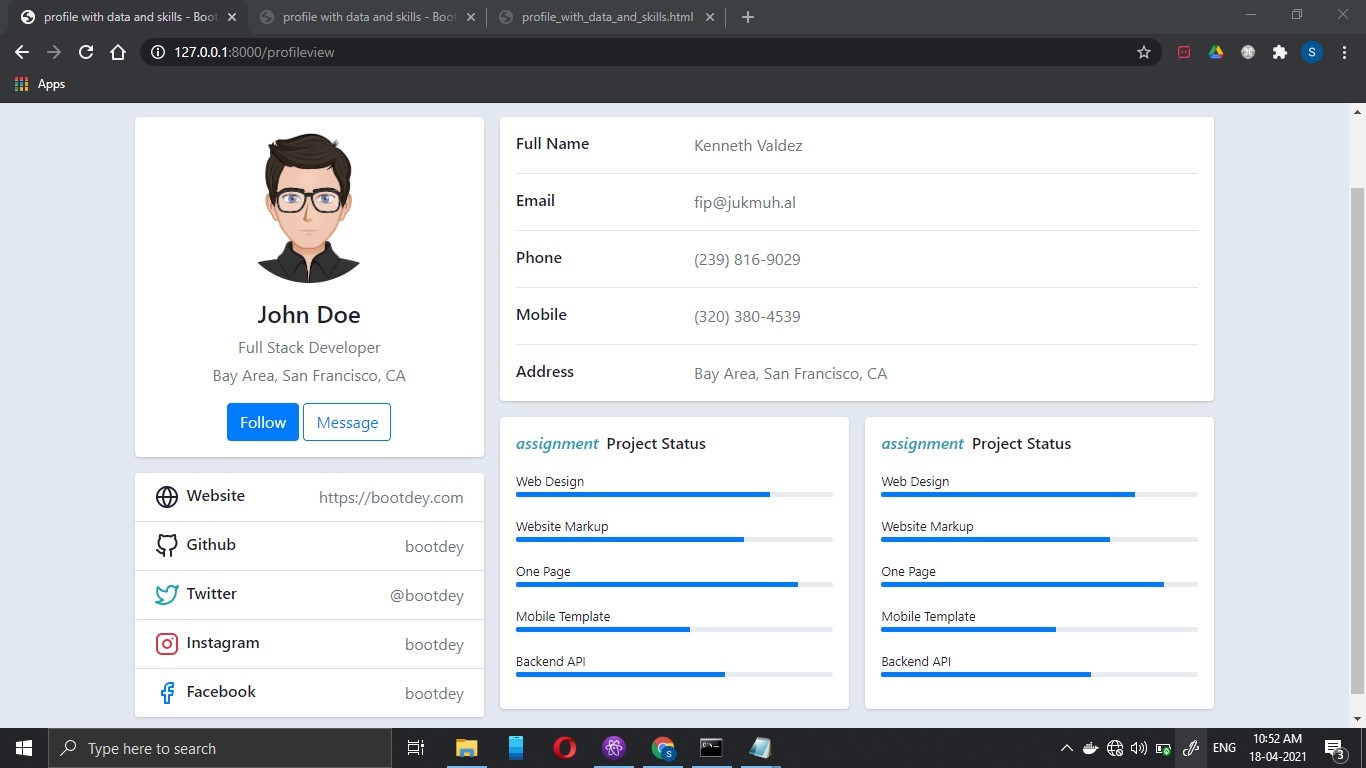 profile with data and skills - Boot
profile with data and skills - Boot
profile_with_data_and_skills.html
127.0.0.1:8000/profileview
S
Apps
John Doe
Full Stack Developer
Bay Area, San Francisco, CA
Follow Message
Website https://bootdey.com
Github bootdey
Twitter @bootdey
Instagram bootdey
Facebook bootdey
Full Name Kenneth Valdez
Email fip@jukmuh.al
Phone (239) 816-9029
Mobile (320) 380-4539
Address Bay Area, San Francisco, CA
assignment Project Status
Web Design
Website Markup
One Page
Mobile Template
Backend API
assignment Project Status
Web Design
Website Markup
One Page
Mobile Template
Backend API
Type here to search
S
ENG
10:52 AM
18-04-2021
3